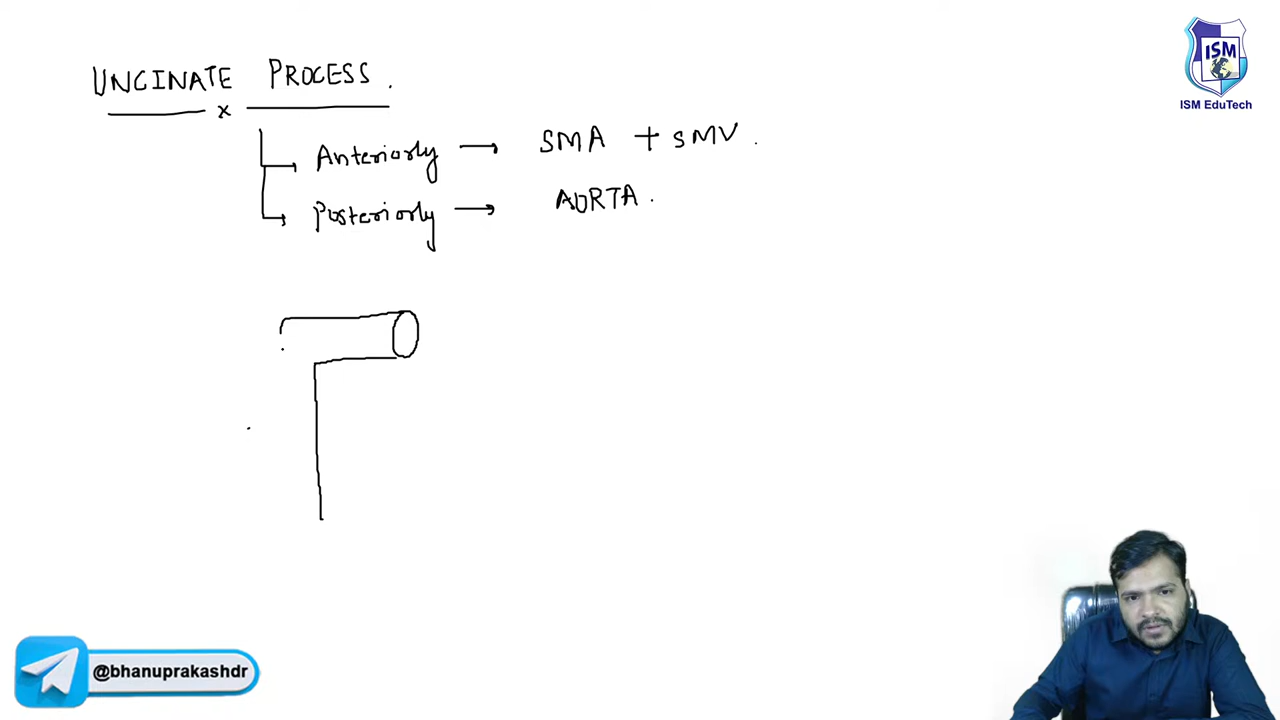 UNCINATE PROCESS.
x
Anteriorly → SMA + SMV.
Posteriorly → AORTA.
ISM
ISM EduTech
@bhanuprakashdr